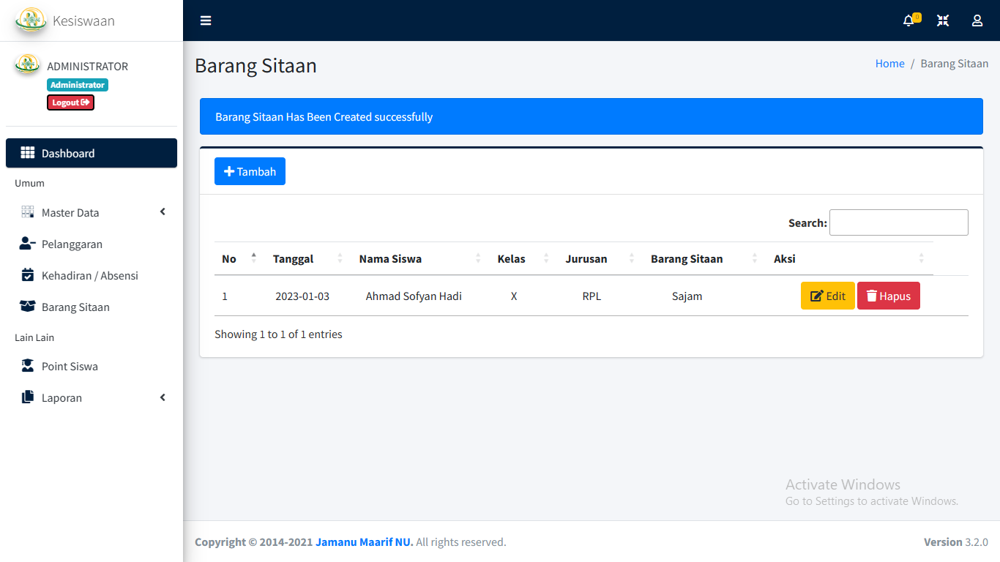 Kesiswaan
0
ADMINISTRATOR
Administrator
Logout
Dashboard
Umum
Master Data
Pelanggaran
Kehadiran / Absensi
Barang Sitaan
Lain Lain
Point Siswa
Laporan
Barang Sitaan
Home / Barang Sitaan
Barang Sitaan Has Been Created successfully
Tambah
Search:
No Tanggal Nama Siswa Kelas Jurusan Barang Sitaan Aksi
1 2023-01-03 Ahmad Sofyan Hadi X RPL Sajam Edit Hapus
Showing 1 to 1 of 1 entries
Activate Windows
Go to Settings to activate Windows.
Copyright © 2014-2021 Jamanu Maarif NU. All rights reserved.
Version 3.2.0